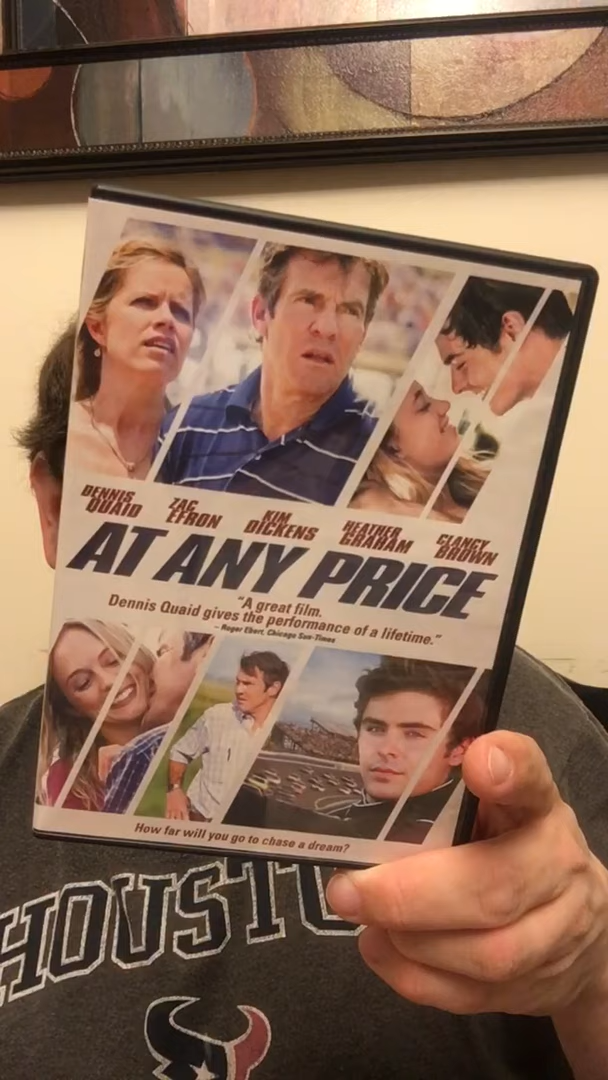 DENNIS QUAID ZAC EFRON KIM DICKENS HEATHER GRAHAM CLANCY BROWN
AT ANY PRICE
"A great film.
Dennis Quaid gives the performance of a lifetime."
– Roger Ebert, Chicago Sun-Times
How far will you go to chase a dream?
HOUSTO